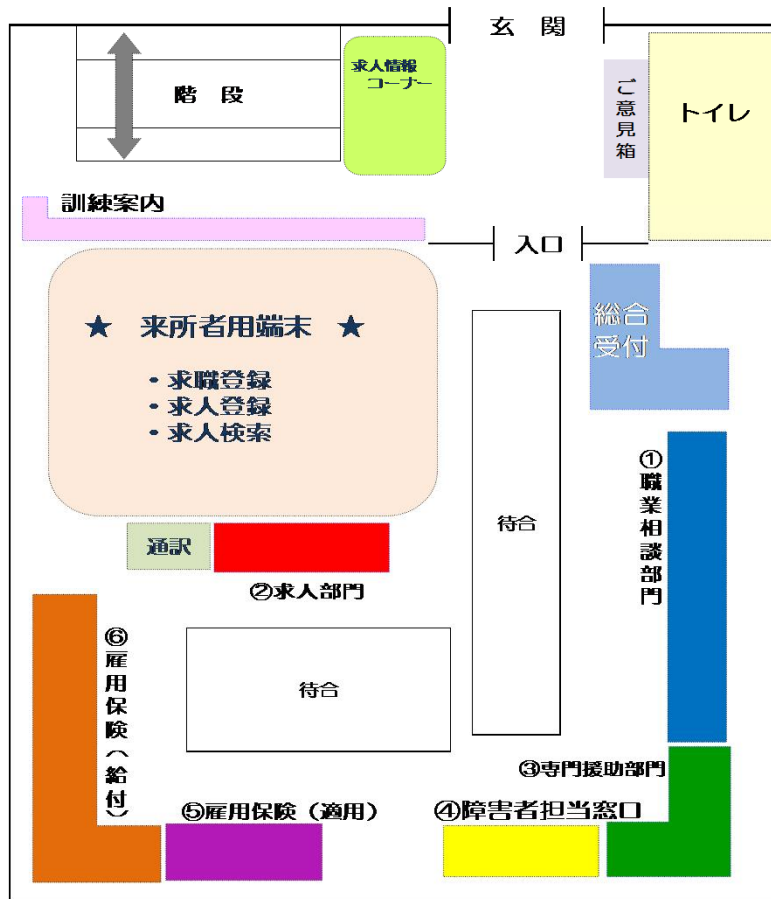 玄　関
求人情報
コーナー
階　段
ご意見箱
トイレ
訓練案内
入口
総合
受付
★　来所者用端末　★
・求職登録
・求人登録
・求人検索
①職業相談部門
待合
通訳
②求人部門
⑥雇用保険（給付）
待合
③専門援助部門
⑤雇用保険（適用）
④障害者担当窓口